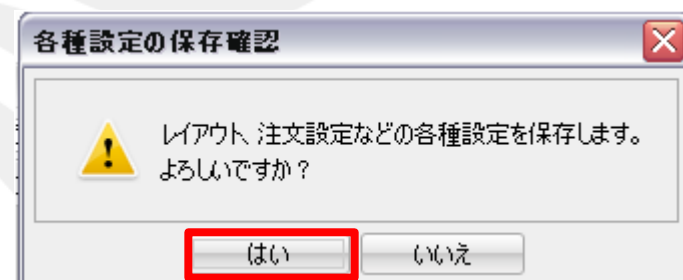 各種設定の保存確認
レイアウト、注文設定などの各種設定を保存します。
よろしいですか？
はい
いいえ